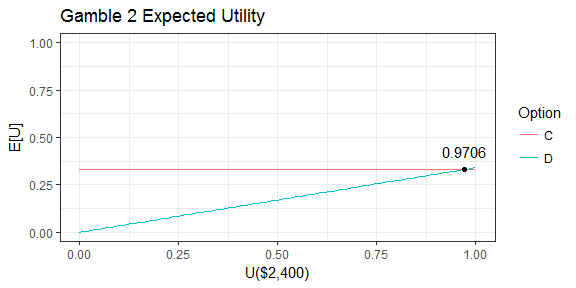 Gamble 2 Expected Utility
1.00
0.75
0.50
0.25
0.00
E[U]
0.9706
0.00 0.25 0.50 0.75 1.00
U($2,400)
Option
C
D